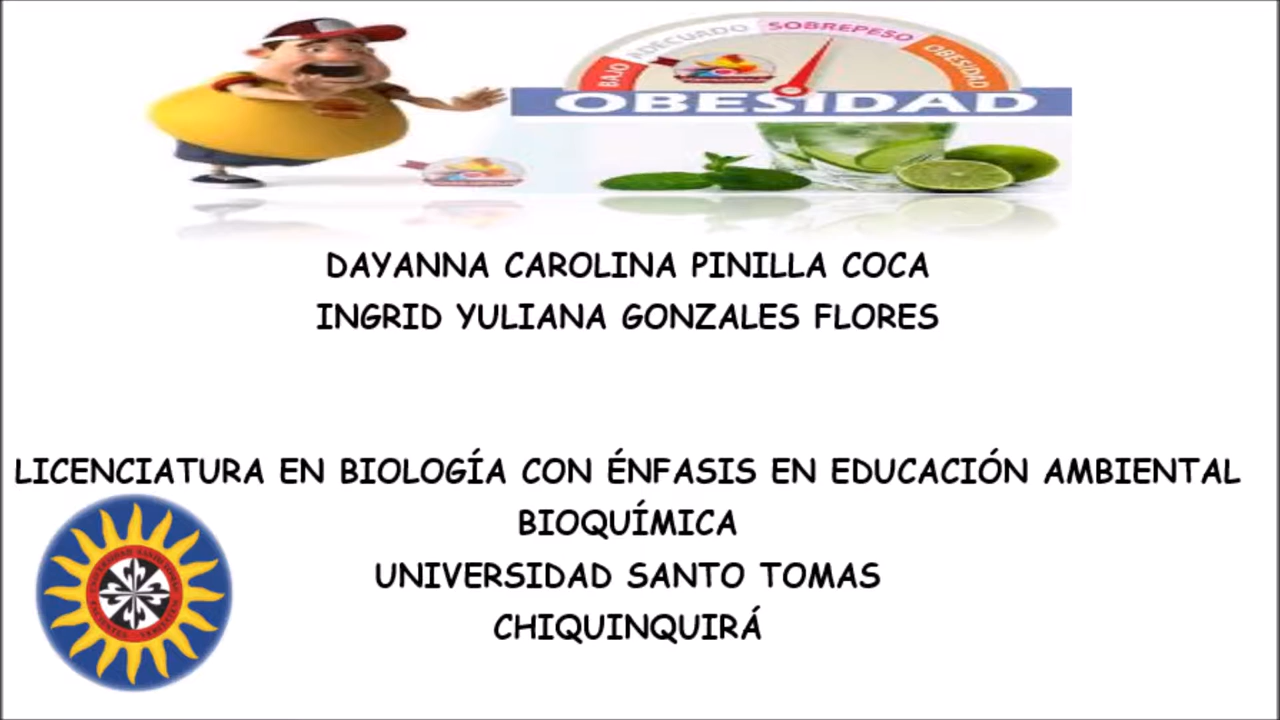 BAJO
ADECUADO
SOBREPESO
OBESIDAD
OBESIDAD
DAYANNA CAROLINA PINILLA COCA
INGRID YULIANA GONZALES FLORES
LICENCIATURA EN BIOLOGÍA CON ÉNFASIS EN EDUCACIÓN AMBIENTAL
BIOQUÍMICA
UNIVERSIDAD SANTO TOMAS
CHIQUINQUIRÁ